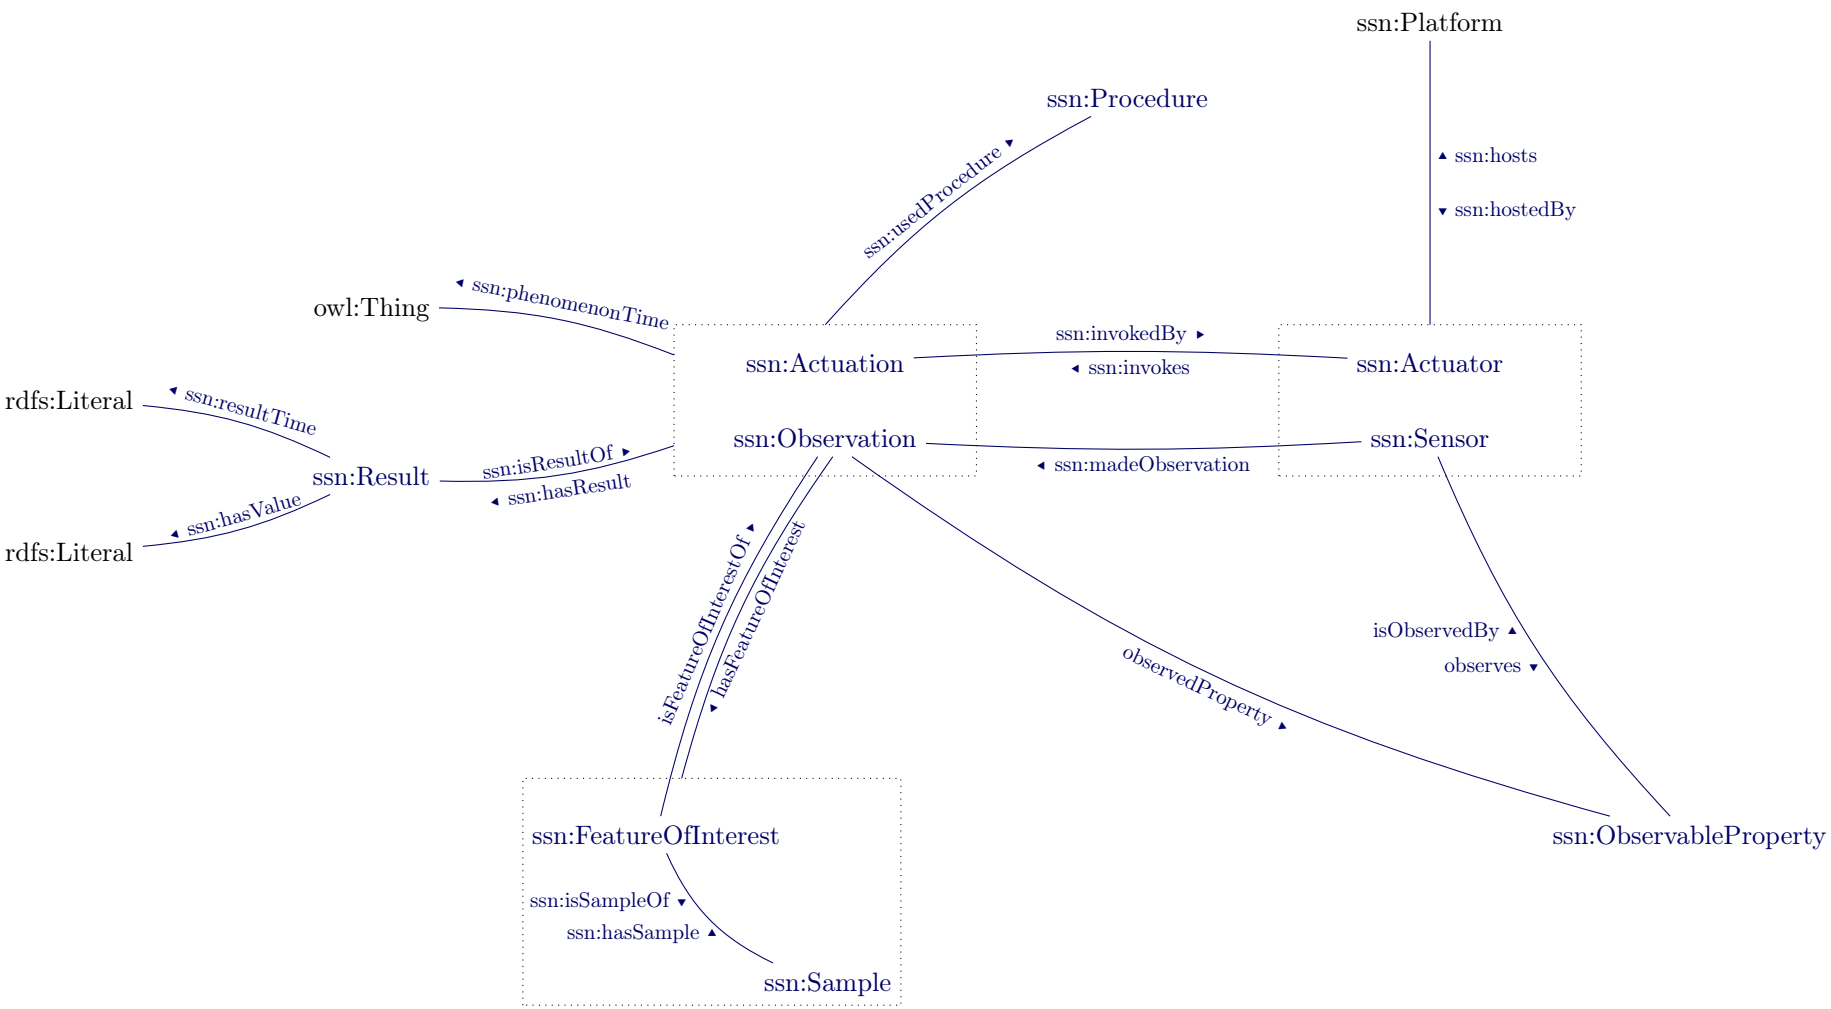 ssn:Platform
ssn:Procedure
▲ ssn:hosts
▼ ssn:hostedBy
ssn:usedProcedure ▶
◀ ssn:phenomenonTime
owl:Thing
ssn:invokedBy ▶
ssn:Actuation
◀ ssn:invokes
ssn:Actuator
rdfs:Literal
◀ ssn:resultTime
ssn:Observation
ssn:Sensor
◀ ssn:madeObservation
ssn:isResultOf ▶
ssn:Result
◀ ssn:hasResult
◀ ssn:hasValue
rdfs:Literal
isFeatureOfInterestOf ▶
◀ hasFeatureOfInterest
isObservedBy ▲
observes ▼
observedProperty ▶
ssn:FeatureOfInterest
ssn:ObservableProperty
ssn:isSampleOf ▼
ssn:hasSample ▲
ssn:Sample